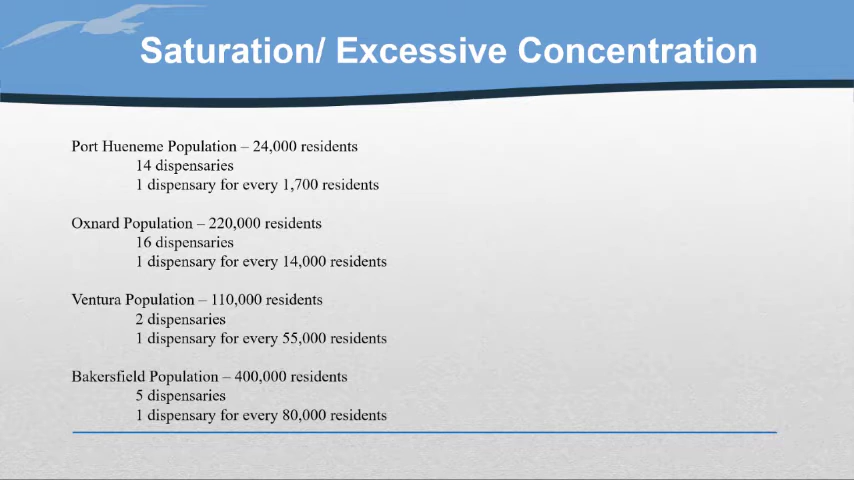 Saturation/ Excessive Concentration
Port Hueneme Population – 24,000 residents
14 dispensaries
1 dispensary for every 1,700 residents
Oxnard Population – 220,000 residents
16 dispensaries
1 dispensary for every 14,000 residents
Ventura Population – 110,000 residents
2 dispensaries
1 dispensary for every 55,000 residents
Bakersfield Population – 400,000 residents
5 dispensaries
1 dispensary for every 80,000 residents